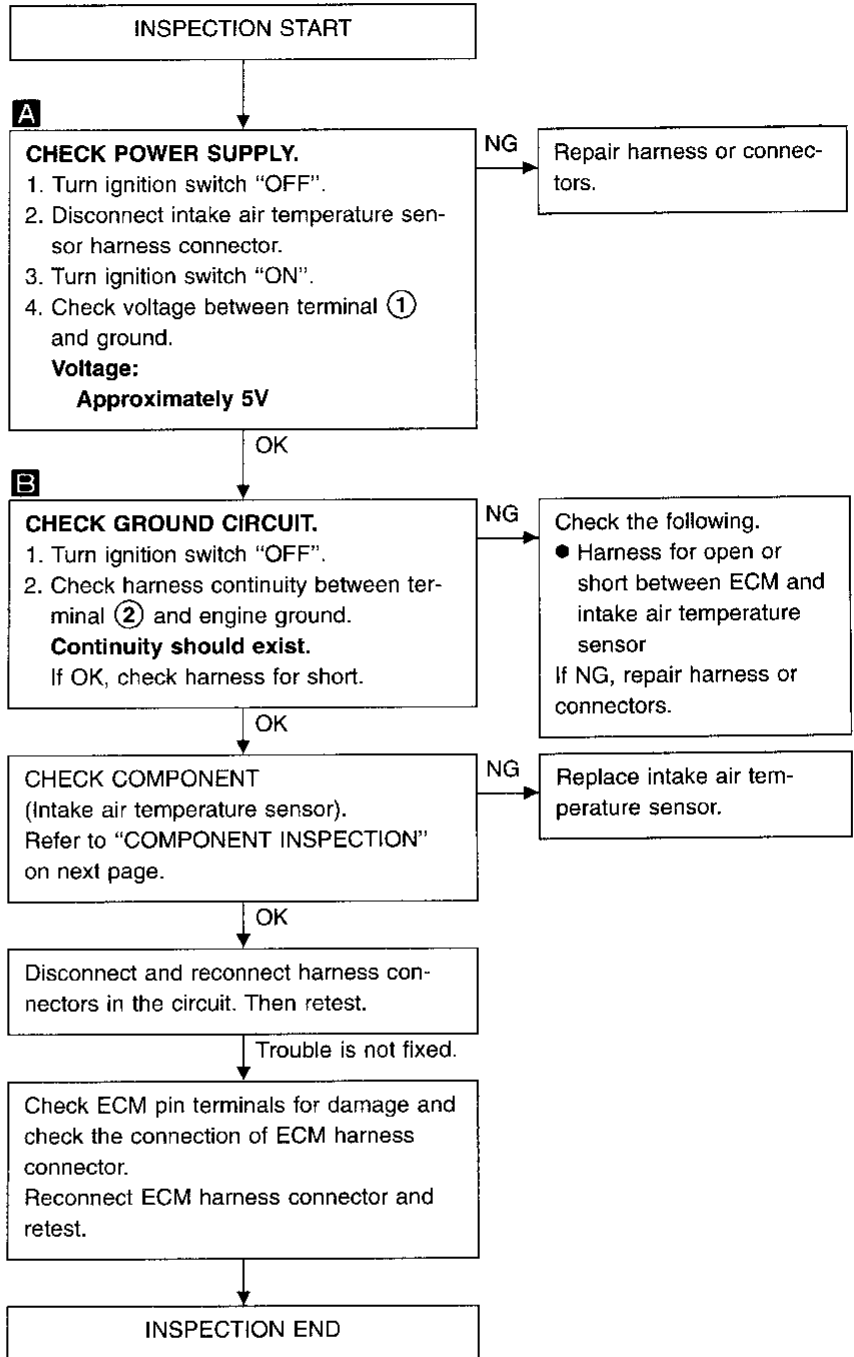 INSPECTION START
A
CHECK POWER SUPPLY.
1. Turn ignition switch “OFF”.
2. Disconnect intake air temperature sen-
sor harness connector.
3. Turn ignition switch “ON”.
4. Check voltage between terminal ①
and ground.
Voltage:
Approximately 5V
NG
Repair harness or connec-
tors.
OK
B
CHECK GROUND CIRCUIT.
1. Turn ignition switch “OFF”.
2. Check harness continuity between ter-
minal ② and engine ground.
Continuity should exist.
If OK, check harness for short.
NG
Check the following.
● Harness for open or
short between ECM and
intake air temperature
sensor
If NG, repair harness or
connectors.
OK
CHECK COMPONENT
(Intake air temperature sensor).
Refer to “COMPONENT INSPECTION”
on next page.
NG
Replace intake air tem-
perature sensor.
OK
Disconnect and reconnect harness con-
nectors in the circuit. Then retest.
Trouble is not fixed.
Check ECM pin terminals for damage and
check the connection of ECM harness
connector.
Reconnect ECM harness connector and
retest.
INSPECTION END